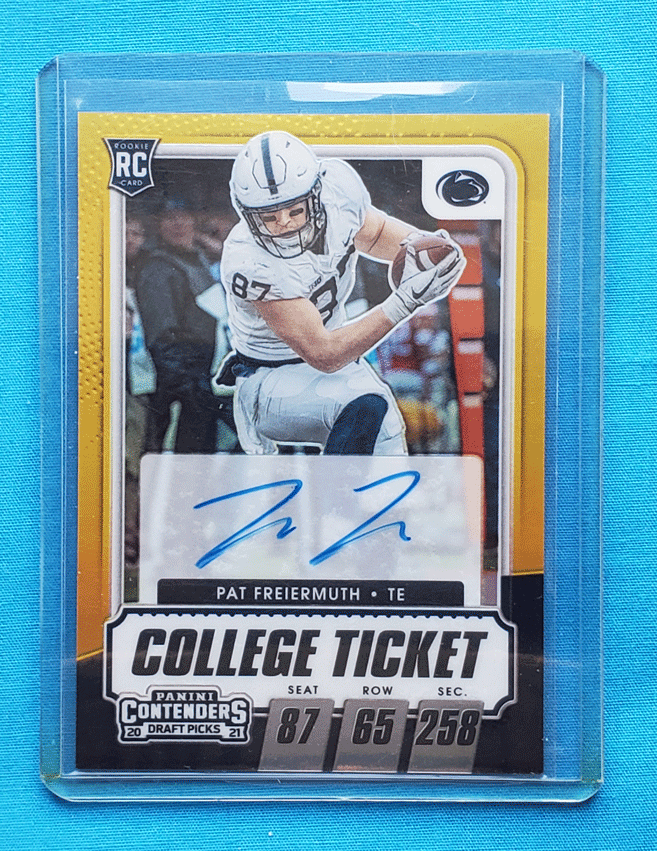 ROOKIE
RC
CARD
87
PAT FREIERMUTH • TE
COLLEGE TICKET
SEAT ROW SEC.
87 65 258
PANINI
CONTENDERS
20 DRAFT PICKS 21